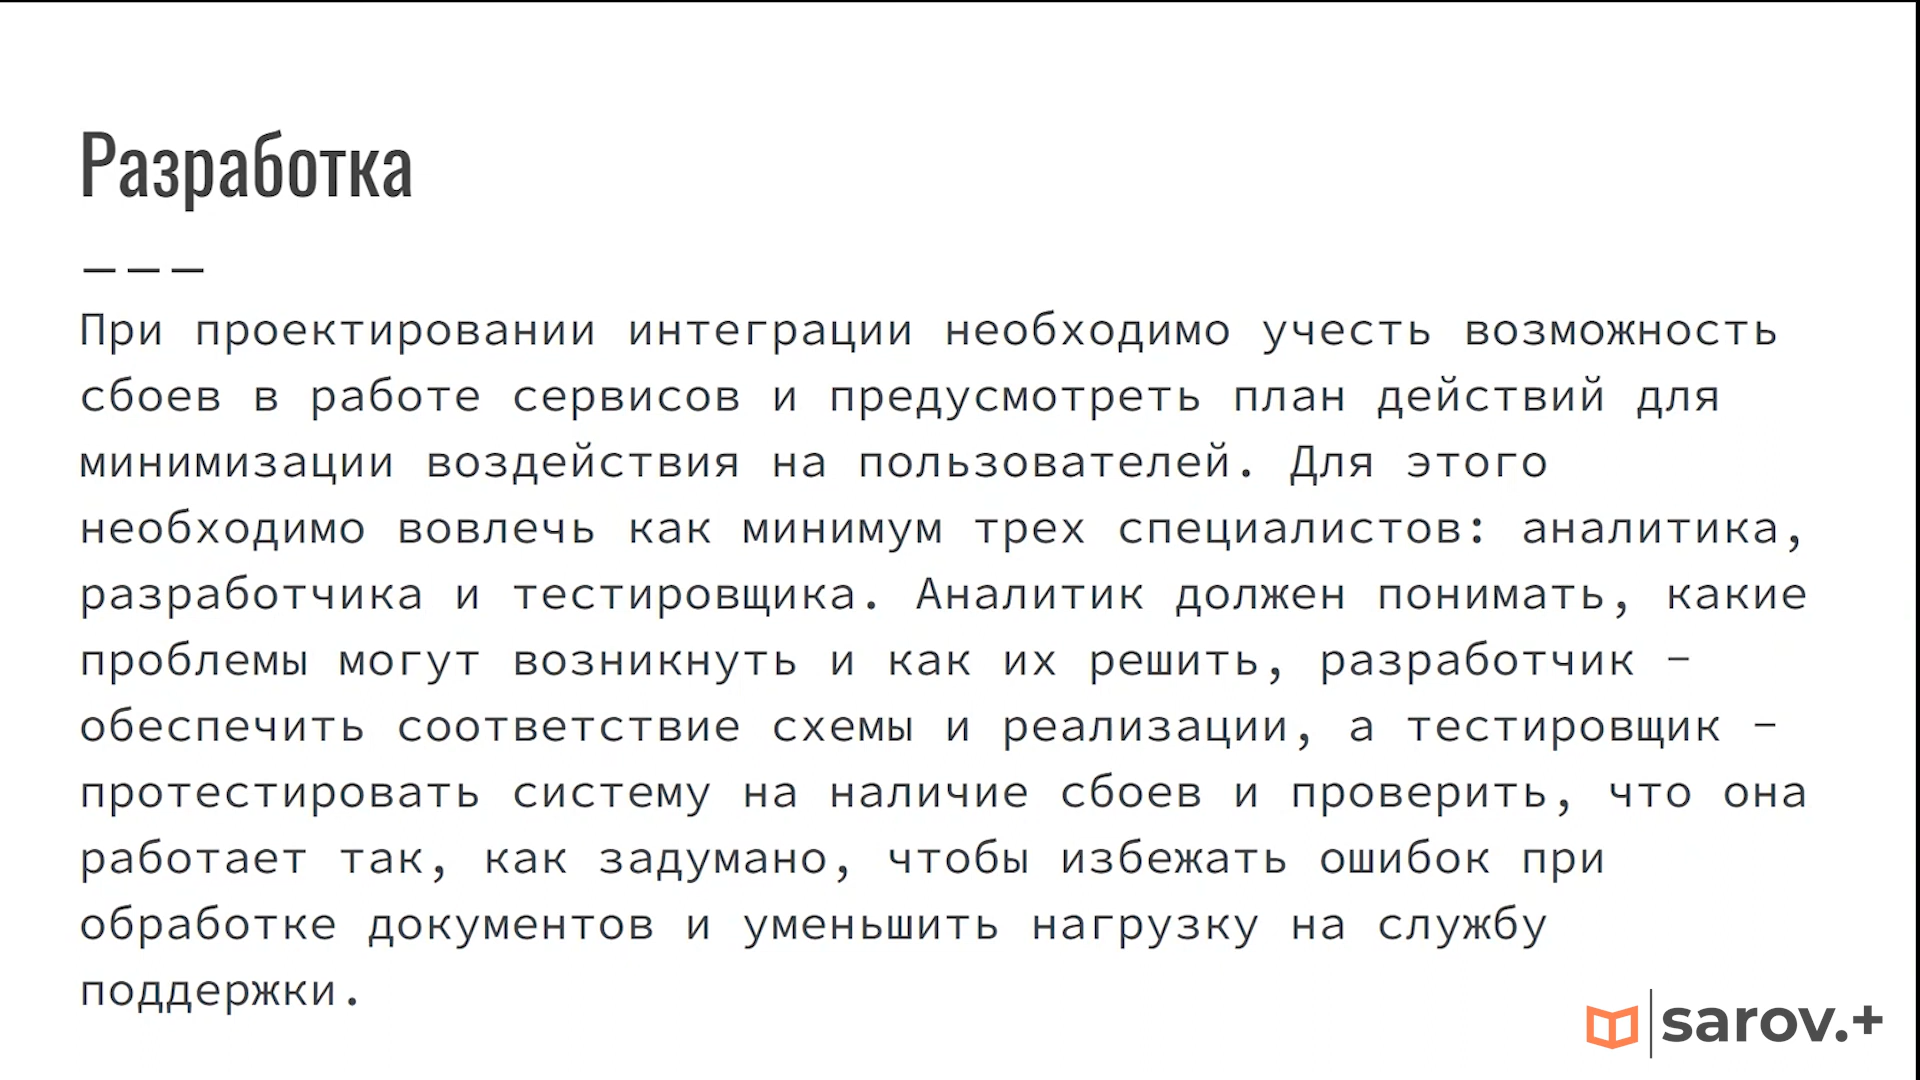 Разработка
———
При проектировании интеграции необходимо учесть возможность
сбоев в работе сервисов и предусмотреть план действий для
минимизации воздействия на пользователей. Для этого
необходимо вовлечь как минимум трех специалистов: аналитика,
разработчика и тестировщика. Аналитик должен понимать, какие
проблемы могут возникнуть и как их решить, разработчик –
обеспечить соответствие схемы и реализации, а тестировщик –
протестировать систему на наличие сбоев и проверить, что она
работает так, как задумано, чтобы избежать ошибок при
обработке документов и уменьшить нагрузку на службу
поддержки.
sarov.+